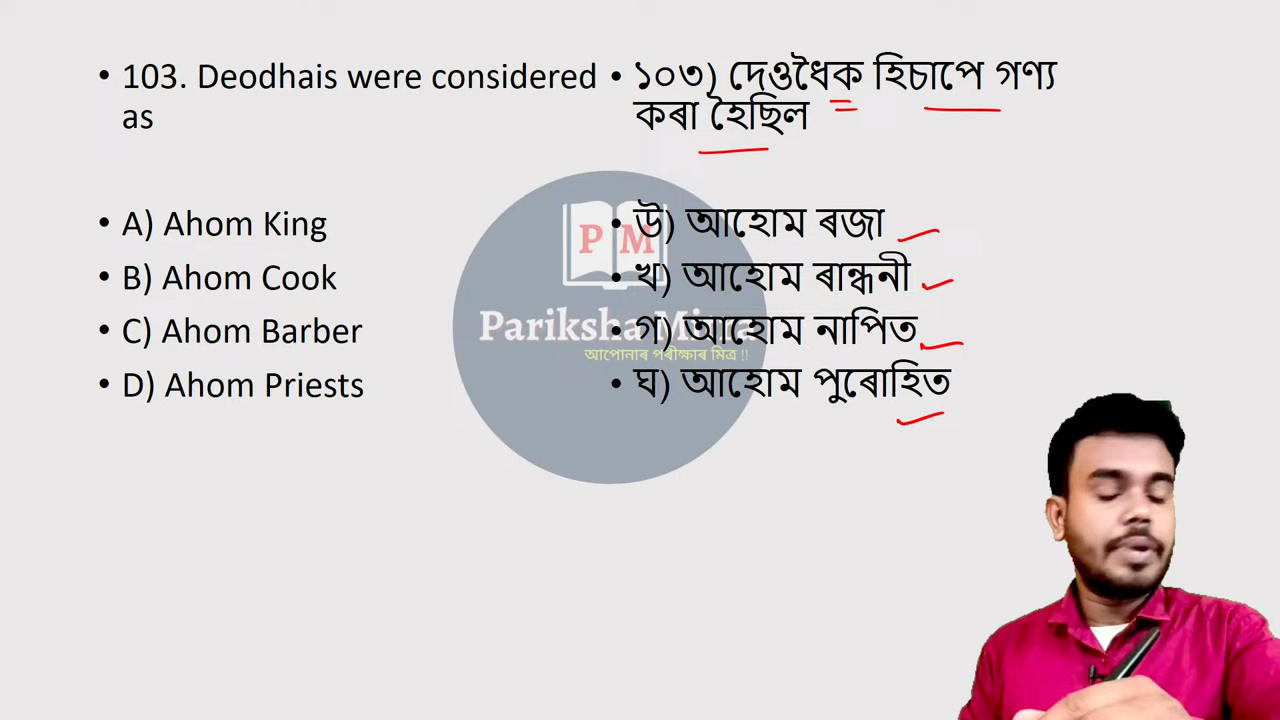 • 103. Deodhais were considered
as
• A) Ahom King
• B) Ahom Cook
• C) Ahom Barber
• D) Ahom Priests
• ১০৩) দেওধৈক হিচাপে গণ্য
কৰা হৈছিল
• উ) আহোম ৰজা
• খ) আহোম ৰান্ধনী
• গ) আহোম নাপিত
• ঘ) আহোম পুৰোহিত
P M
Pariksha Mitra
আপোনাৰ পৰীক্ষাৰ মিত্ৰ !!